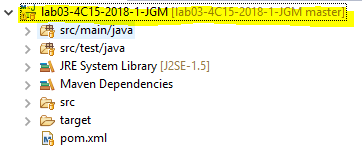 lab03-4C15-2018-1-JGM [lab03-4C15-2018-1-JGM master]
src/main/java
src/test/java
JRE System Library [J2SE-1.5]
Maven Dependencies
src
target
pom.xml